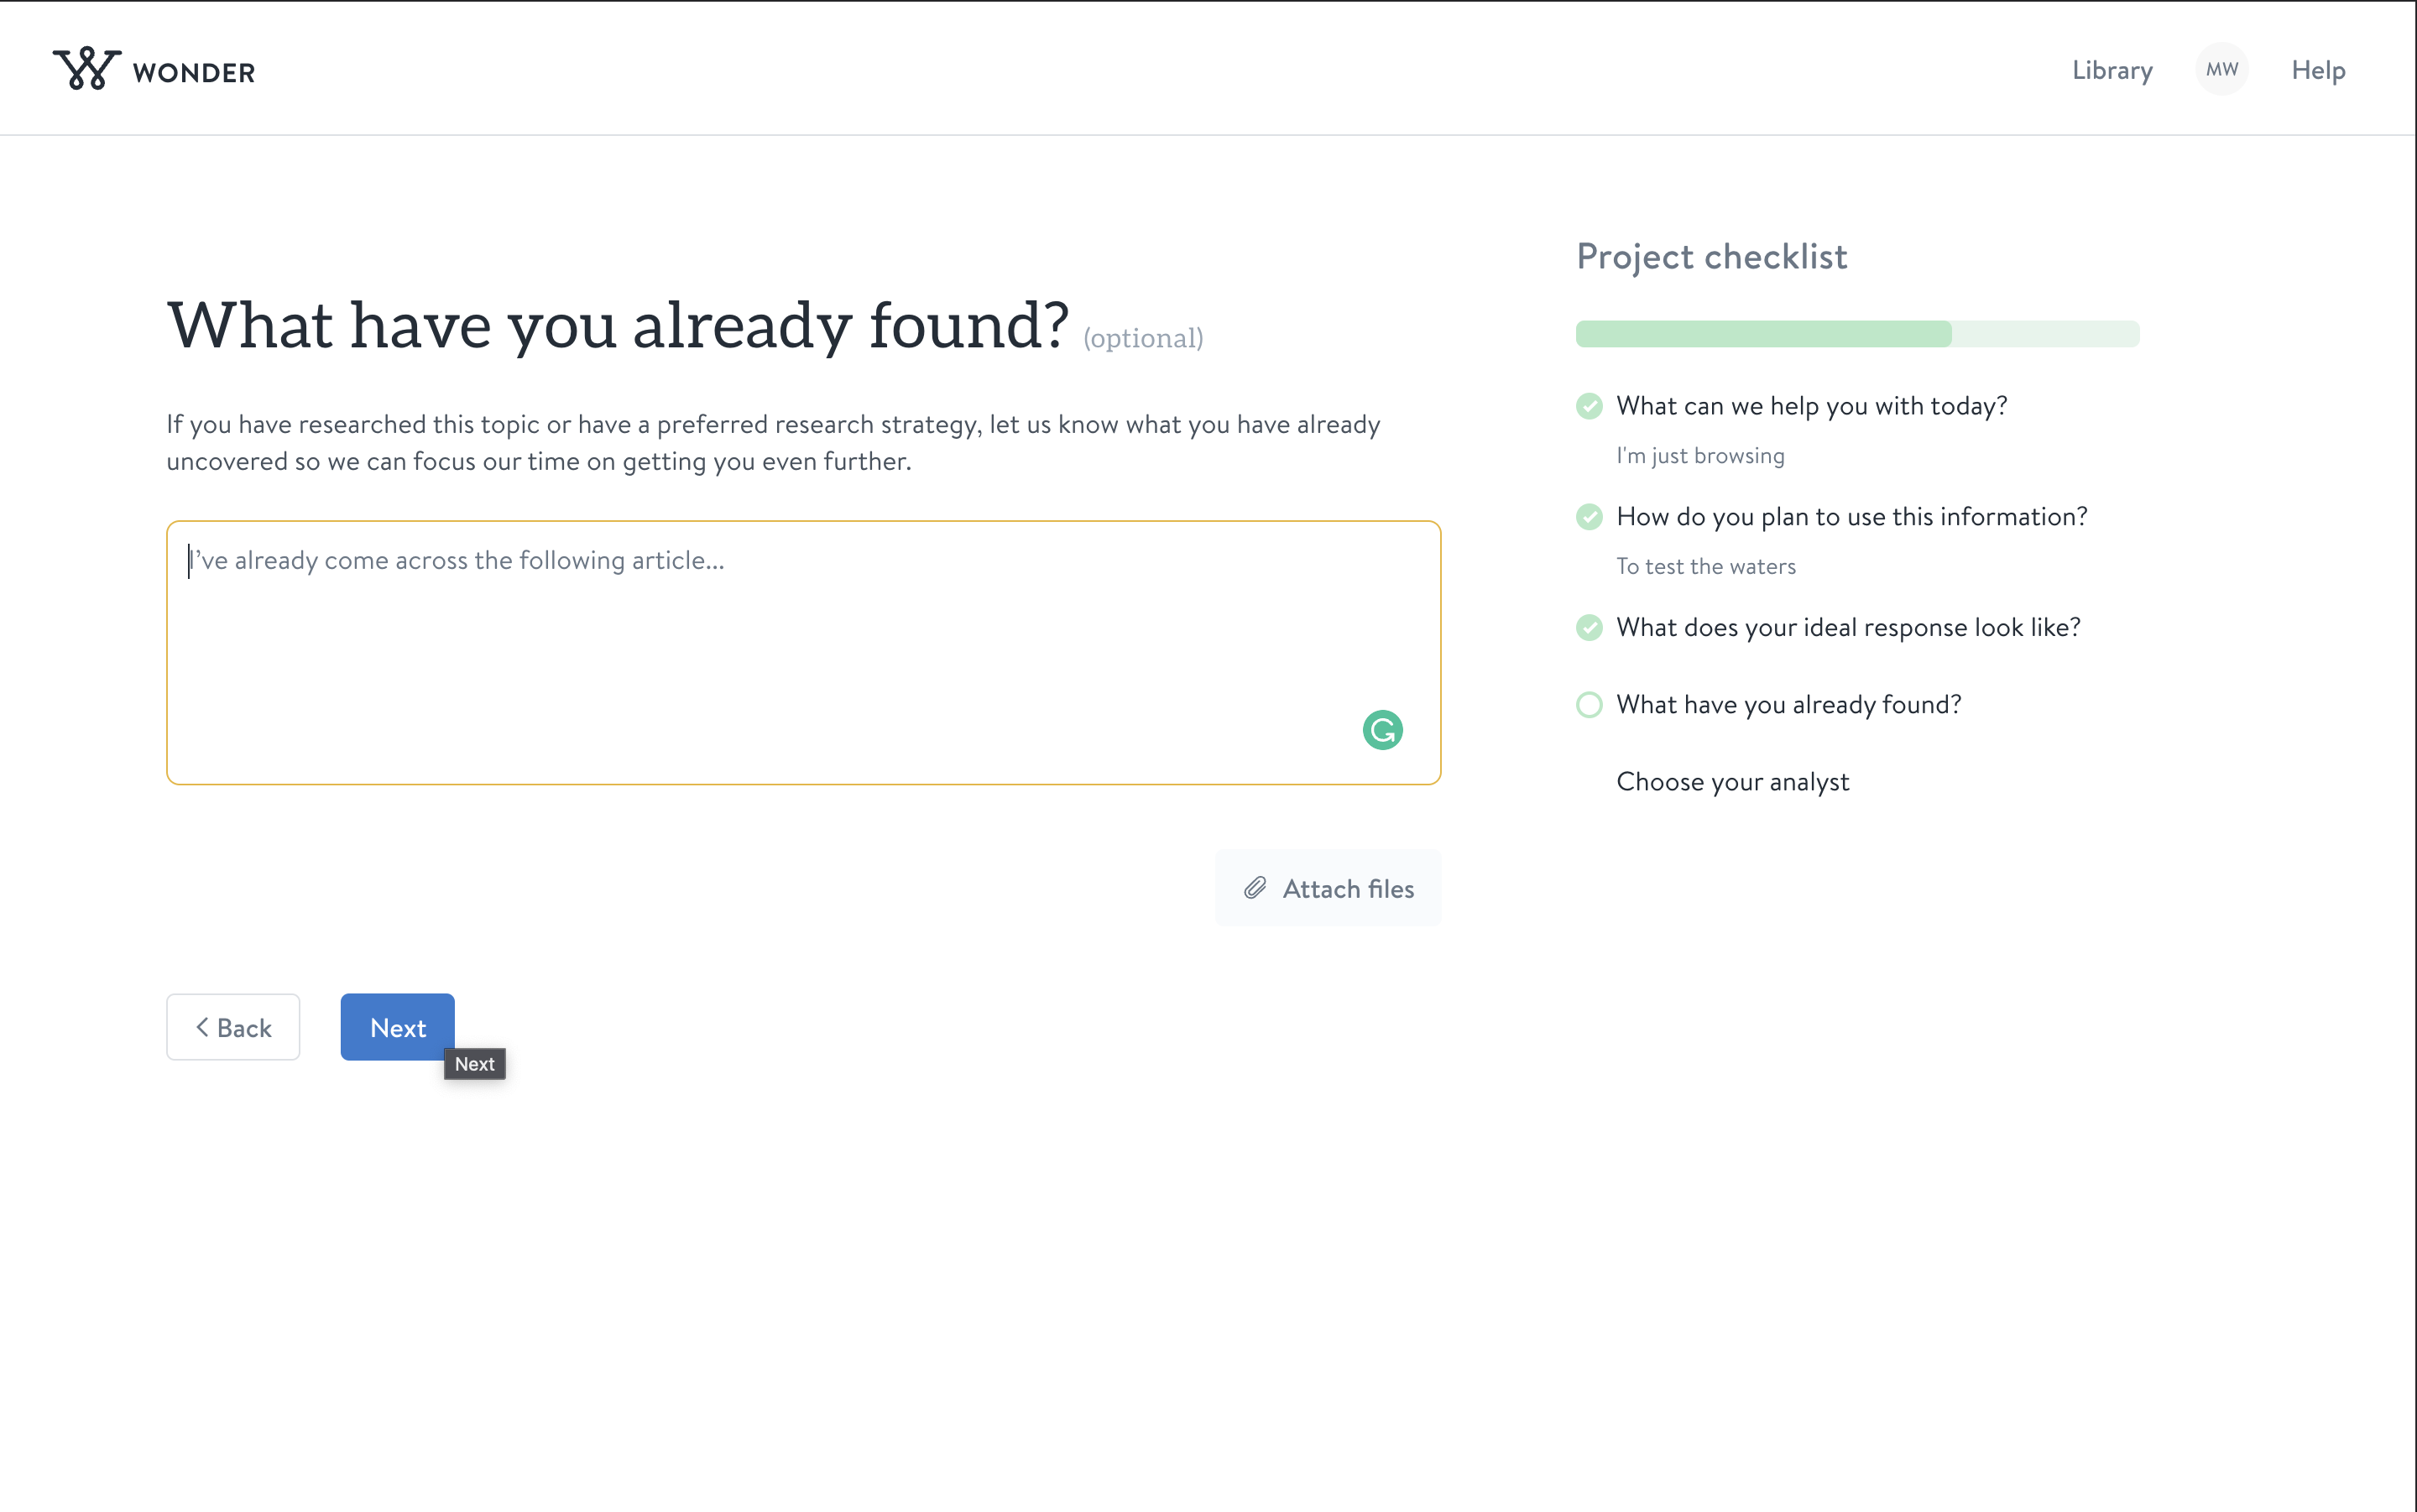 WONDER
Library
MW
Help
What have you already found? (optional)
If you have researched this topic or have a preferred research strategy, let us know what you have already
uncovered so we can focus our time on getting you even further.
I've already come across the following article...
Attach files
Back
Next
Next
Project checklist
What can we help you with today?
I'm just browsing
How do you plan to use this information?
To test the waters
What does your ideal response look like?
What have you already found?
Choose your analyst